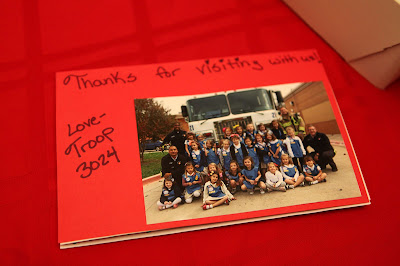 Thanks for visiting with us!
Love-
Troop
3024